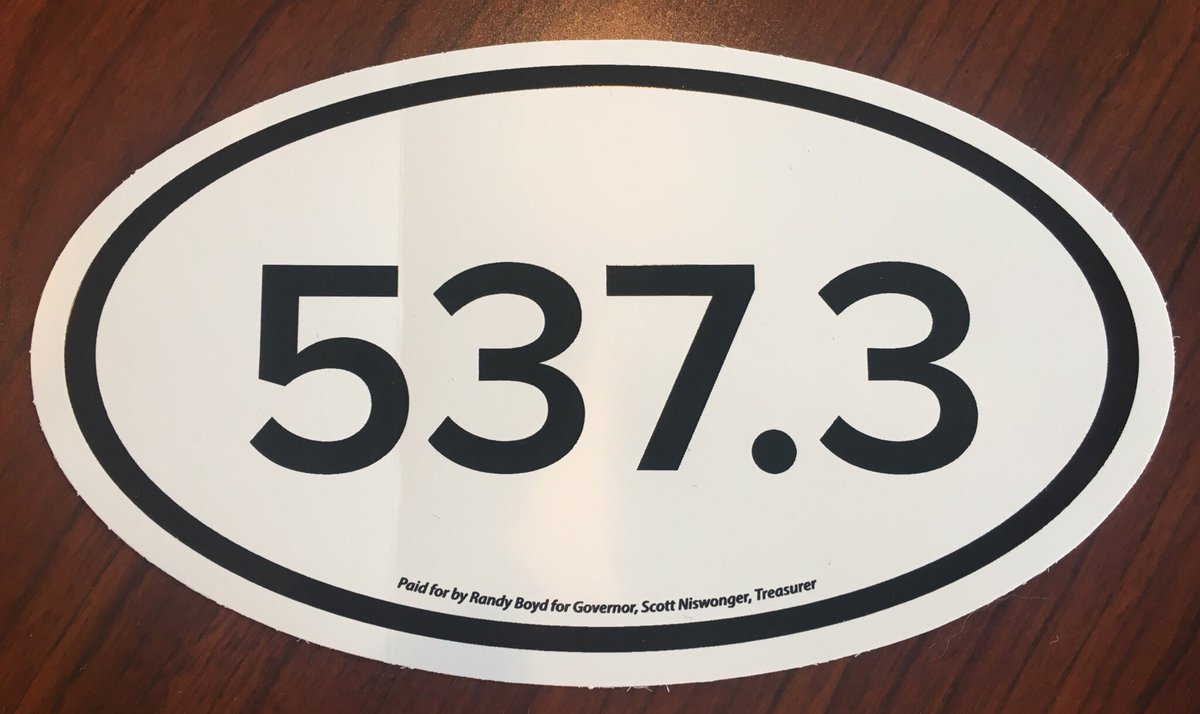 537.3
Paid for by Randy Boyd for Governor, Scott Niswonger, Treasurer